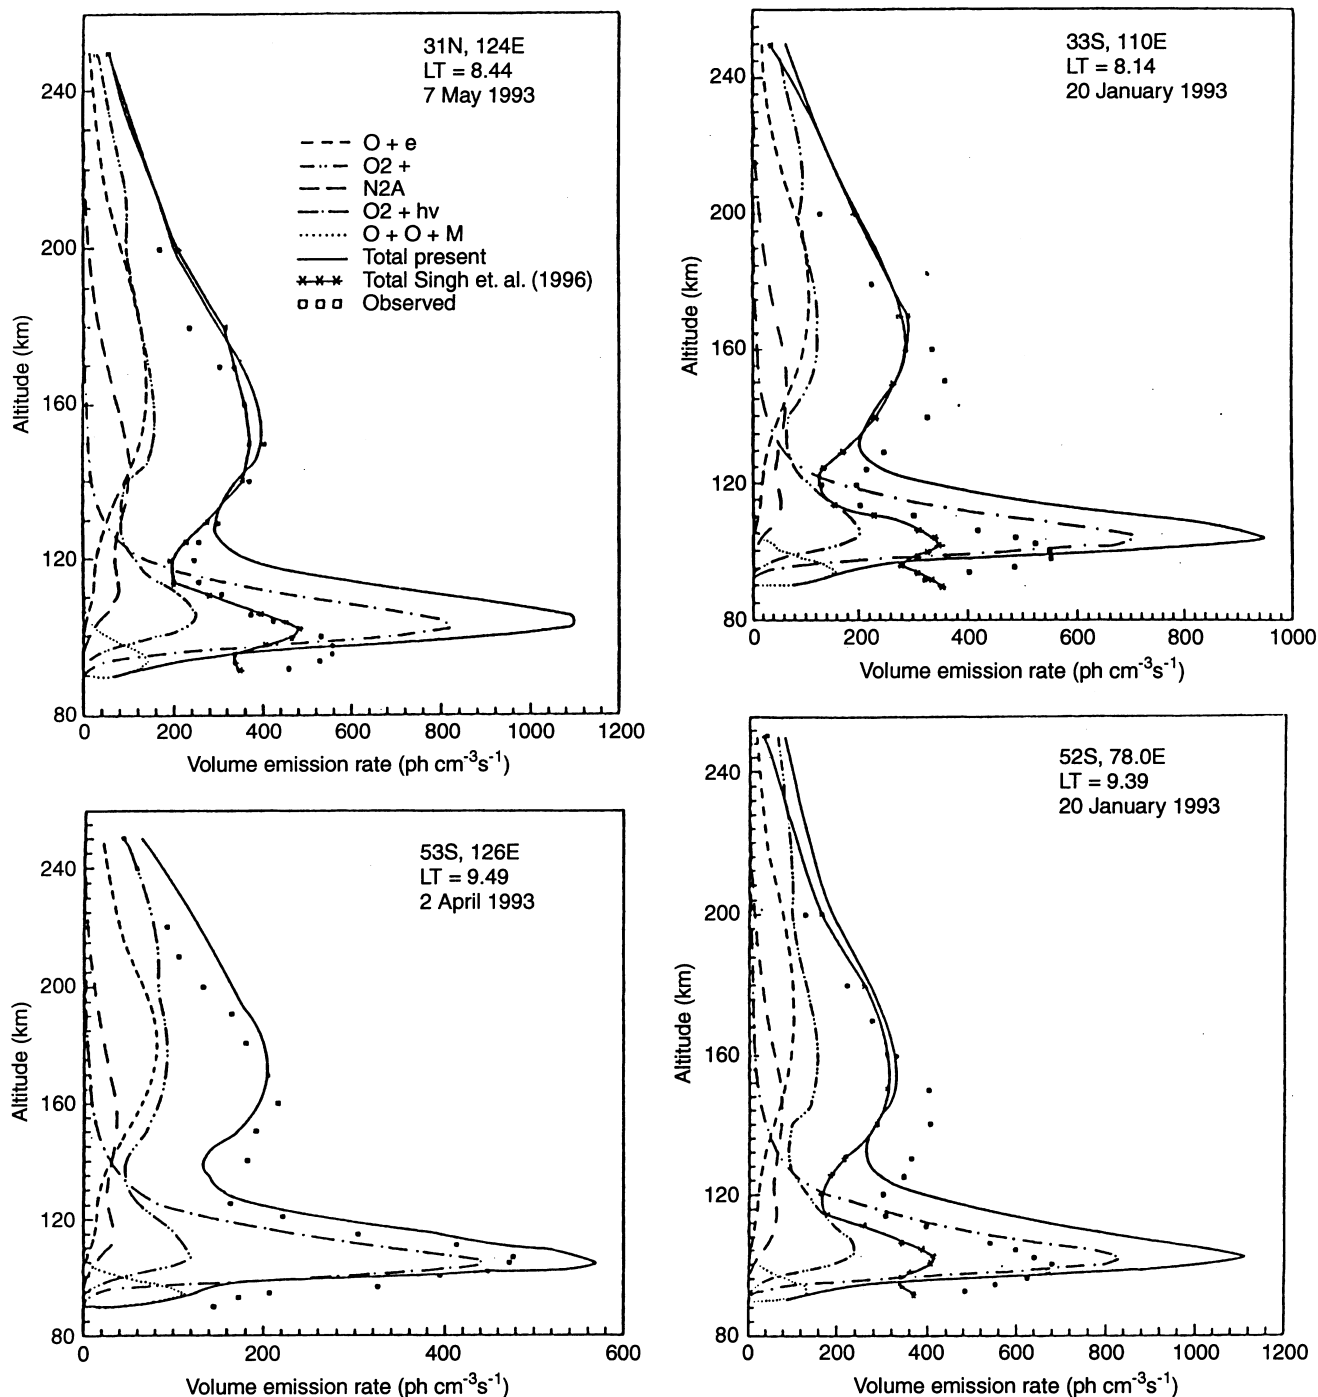 31N, 124E
LT = 8.44
7 May 1993
O + e
O2 +
N2A
O2 + hv
O + O + M
Total present
Total Singh et. al. (1996)
Observed
240
200
160
120
80
Altitude (km)
0 200 400 600 800 1000 1200
Volume emission rate (ph cm⁻³s⁻¹)
33S, 110E
LT = 8.14
20 January 1993
240
200
160
120
80
Altitude (km)
0 200 400 600 800 1000
Volume emission rate (ph cm⁻³s⁻¹)
53S, 126E
LT = 9.49
2 April 1993
240
200
160
120
80
Altitude (km)
0 200 400 600
Volume emission rate (ph cm⁻³s⁻¹)
52S, 78.0E
LT = 9.39
20 January 1993
240
200
160
120
80
Altitude (km)
0 200 400 600 800 1000 1200
Volume emission rate (ph cm⁻³s⁻¹)